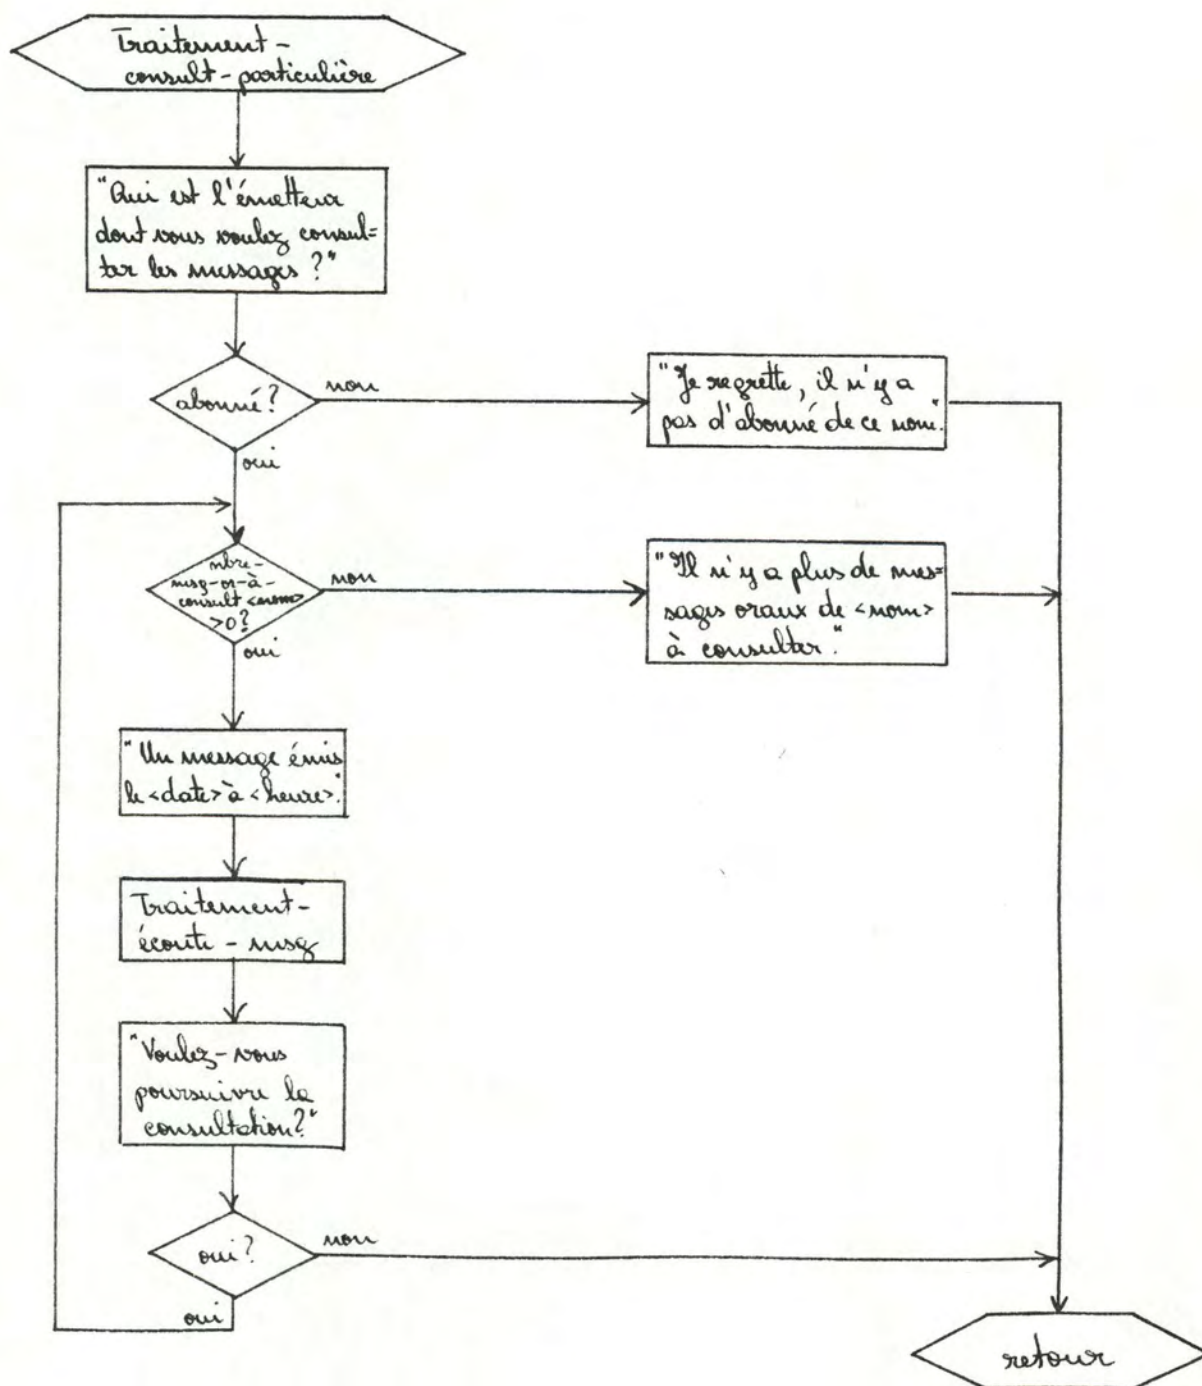 Traitement-
consult-particulière
"Qui est l'émetteur
dont vous voulez consul=
ter les messages ?"
abonné?
non
"Je regrette, il n'y a
pas d'abonné de ce nom."
oui
nbre-
msg-or-à-
consult <nom>
>0?
non
"Il n'y a plus de mes=
sages oraux de <nom>
à consulter."
oui
"Un message émis
le <date> à <heure>."
Traitement-
écoute - msg
"Voulez-vous
poursuivre la
consultation?"
oui?
non
oui
retour